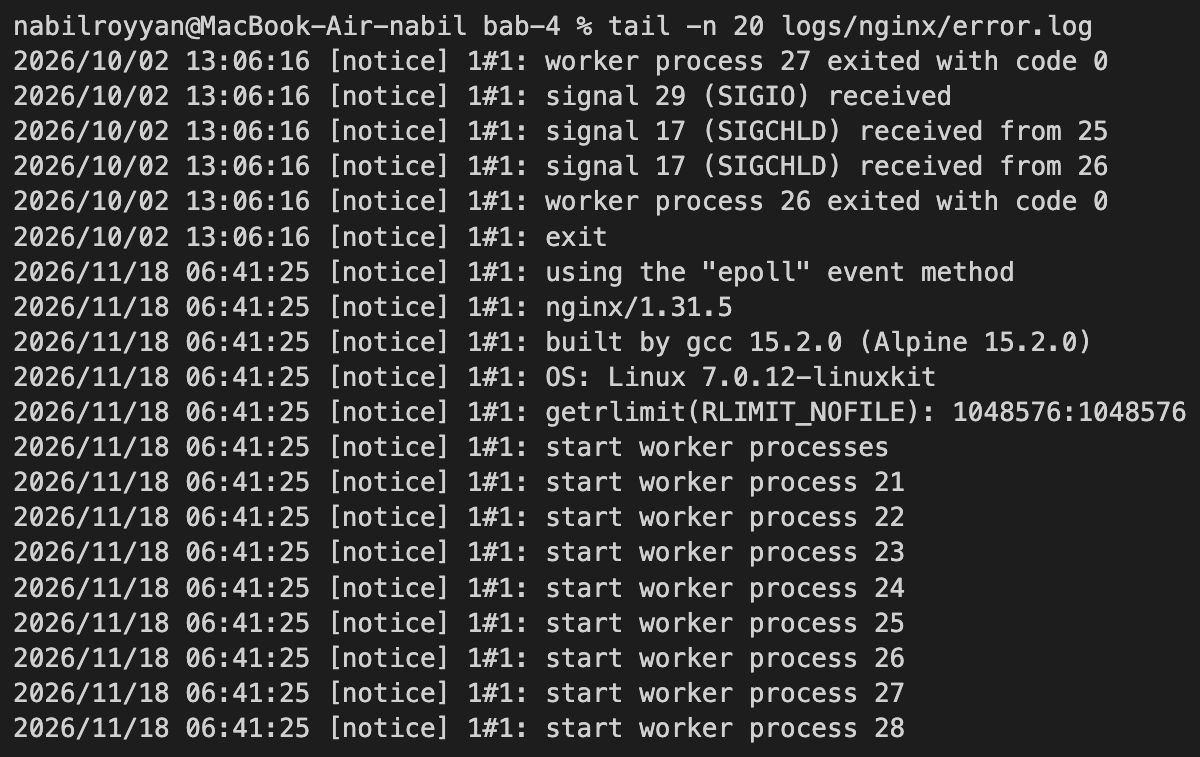 nabilroyyan@MacBook-Air-nabil bab-4 % tail -n 20 logs/nginx/error.log
2026/10/02 13:06:16 [notice] 1#1: worker process 27 exited with code 0
2026/10/02 13:06:16 [notice] 1#1: signal 29 (SIGIO) received
2026/10/02 13:06:16 [notice] 1#1: signal 17 (SIGCHLD) received from 25
2026/10/02 13:06:16 [notice] 1#1: signal 17 (SIGCHLD) received from 26
2026/10/02 13:06:16 [notice] 1#1: worker process 26 exited with code 0
2026/10/02 13:06:16 [notice] 1#1: exit
2026/11/18 06:41:25 [notice] 1#1: using the "epoll" event method
2026/11/18 06:41:25 [notice] 1#1: nginx/1.31.5
2026/11/18 06:41:25 [notice] 1#1: built by gcc 15.2.0 (Alpine 15.2.0)
2026/11/18 06:41:25 [notice] 1#1: OS: Linux 7.0.12-linuxkit
2026/11/18 06:41:25 [notice] 1#1: getrlimit(RLIMIT_NOFILE): 1048576:1048576
2026/11/18 06:41:25 [notice] 1#1: start worker processes
2026/11/18 06:41:25 [notice] 1#1: start worker process 21
2026/11/18 06:41:25 [notice] 1#1: start worker process 22
2026/11/18 06:41:25 [notice] 1#1: start worker process 23
2026/11/18 06:41:25 [notice] 1#1: start worker process 24
2026/11/18 06:41:25 [notice] 1#1: start worker process 25
2026/11/18 06:41:25 [notice] 1#1: start worker process 26
2026/11/18 06:41:25 [notice] 1#1: start worker process 27
2026/11/18 06:41:25 [notice] 1#1: start worker process 28